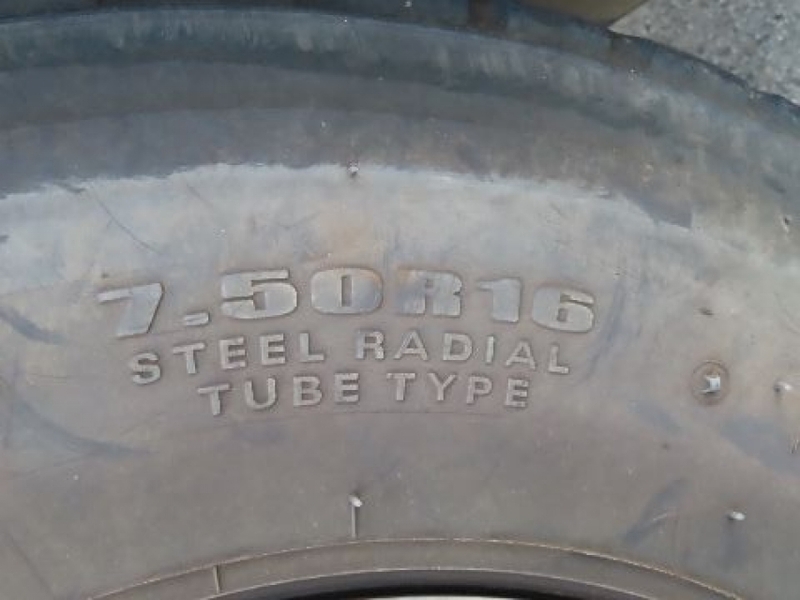 7.50R16
STEEL RADIAL
TUBE TYPE